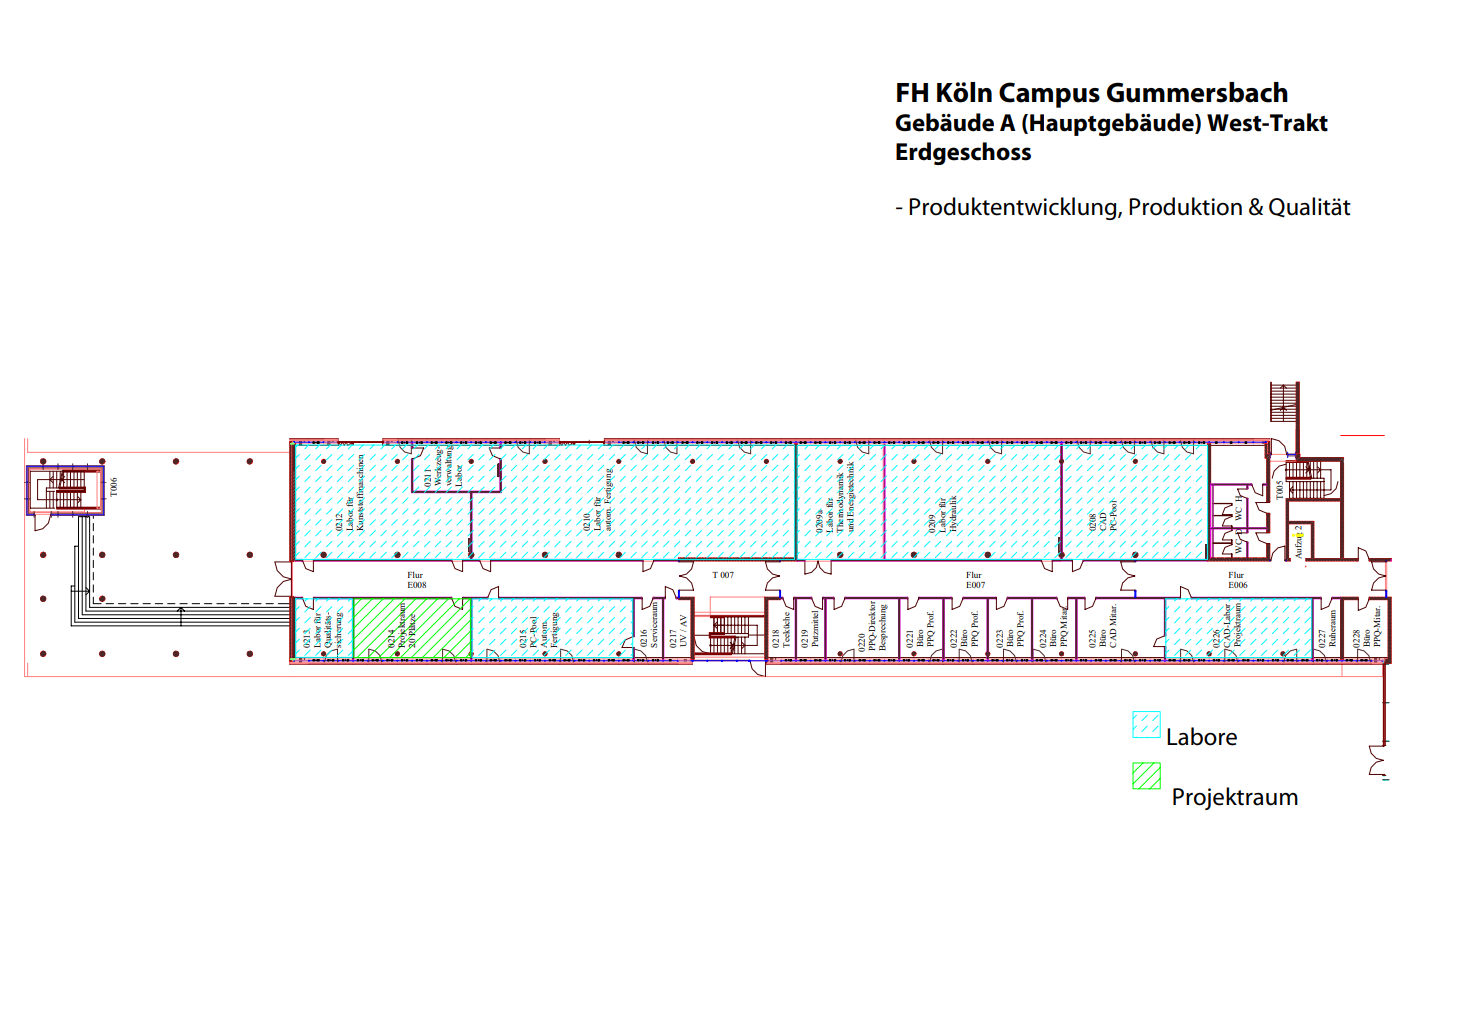 FH Köln Campus Gummersbach
Gebäude A (Hauptgebäude) West-Trakt
Erdgeschoss
- Produktentwicklung, Produktion & Qualität
T006
0212
Labor für
Kunststoffmaschinen
0211
Werkzeug-
verwaltung
Labor
0210
Labor für
autom. Fertigung
0209a
Labor für
Thermodynamik
und Energietechnik
0209
Labor für
Hydraulik
0208
CAD
PC-Pool
WC H
WC D
T005
Aufzug 2
Flur
E008
T 007
Flur
E007
Flur
E006
0213
Labor für
Qualitäts-
sicherung
0214
Projektraum
20 Plätze
0215
PC-Pool
Autom.
Fertigung
0216
Serviceraum
0217
UV / AV
0218
Teeküche
0219
Putzmittel
0220
PPQ-Direktor
Besprechung
0221
Büro
PPQ Prof.
0222
Büro
PPQ Prof.
0223
Büro
PPQ Prof.
0224
Büro
PPQ Mitar.
0225
Büro
CAD Mitar.
0226
CAD-Labor
Projektraum
0227
Ruheraum
0228
Büro
PPQ-Mitar.
Labore
Projektraum